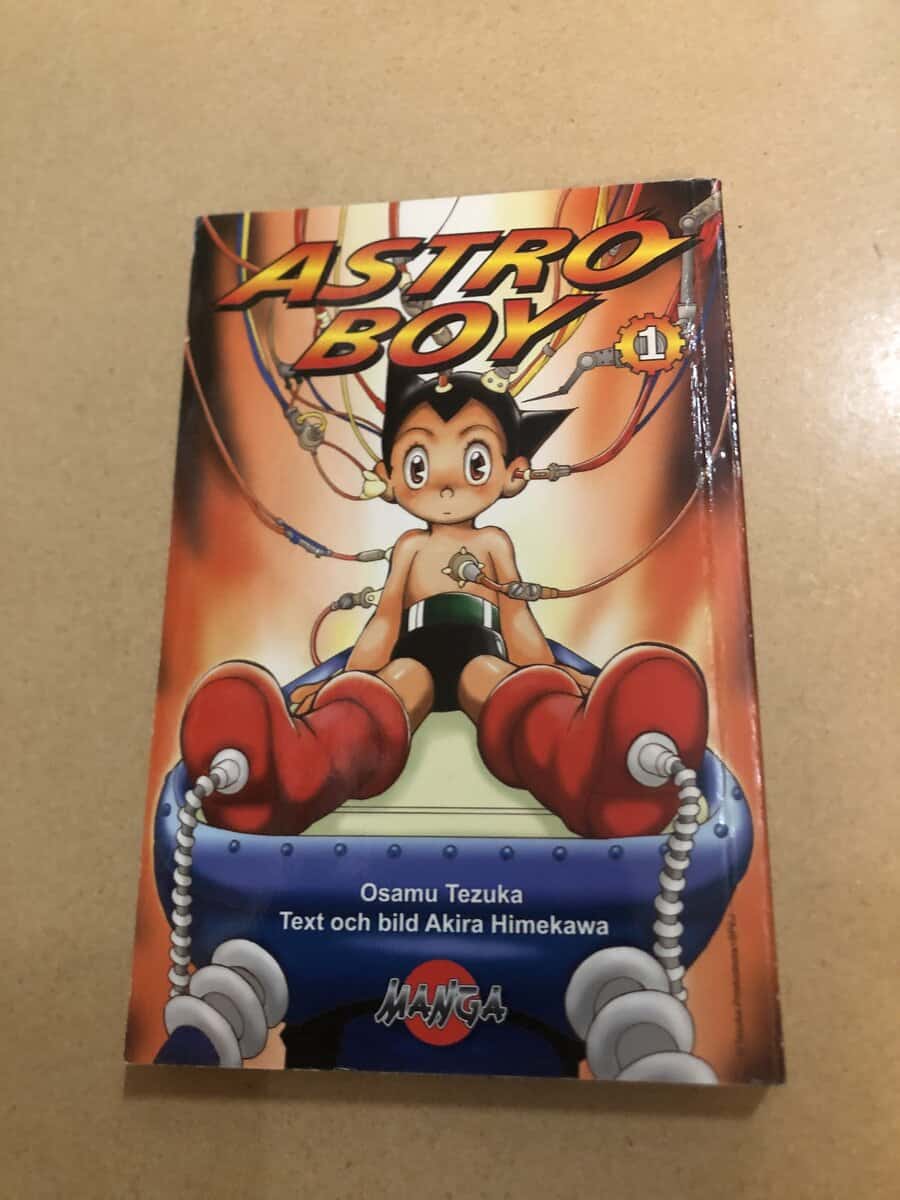 ASTRO
BOY
1
Osamu Tezuka
Text och bild Akira Himekawa
MANGA